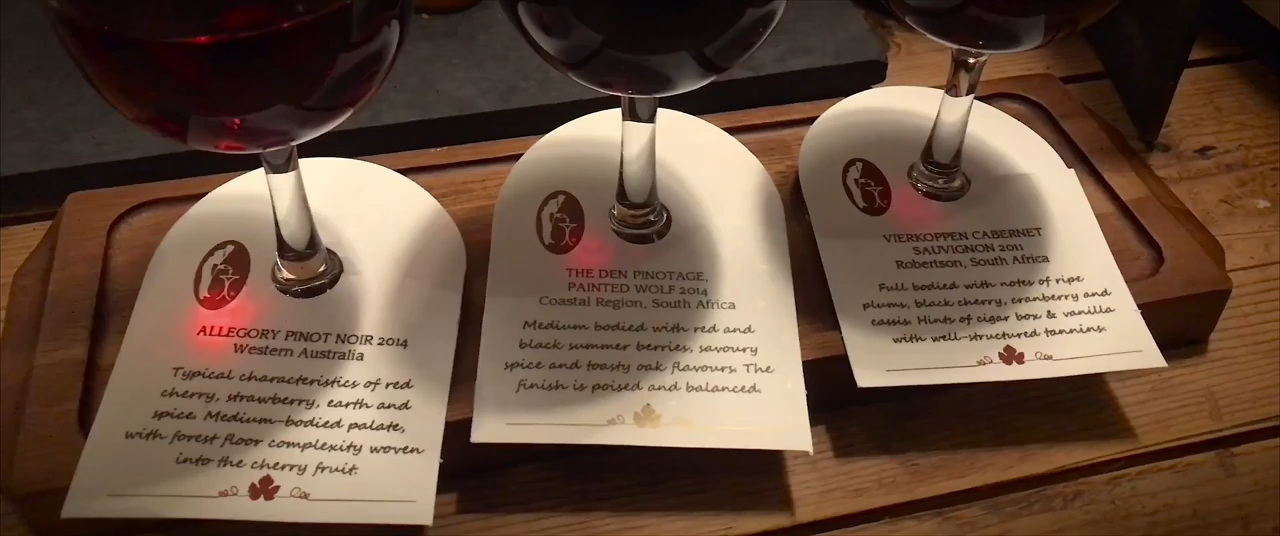 ALLEGORY PINOT NOIR 2014
Western Australia
Typical characteristics of red
cherry, strawberry, earth and
spice. Medium-bodied palate,
with forest floor complexity woven
into the cherry fruit.
THE DEN PINOTAGE,
PAINTED WOLF 2014
Coastal Region, South Africa
Medium bodied with red and
black summer berries, savoury
spice and toasty oak flavours. The
finish is poised and balanced.
VIERKOPPEN CABERNET
SAUVIGNON 2011
Robertson, South Africa
Full bodied with notes of ripe
plums, black cherry, cranberry and
cassis. Hints of cigar box & vanilla
with well-structured tannins.